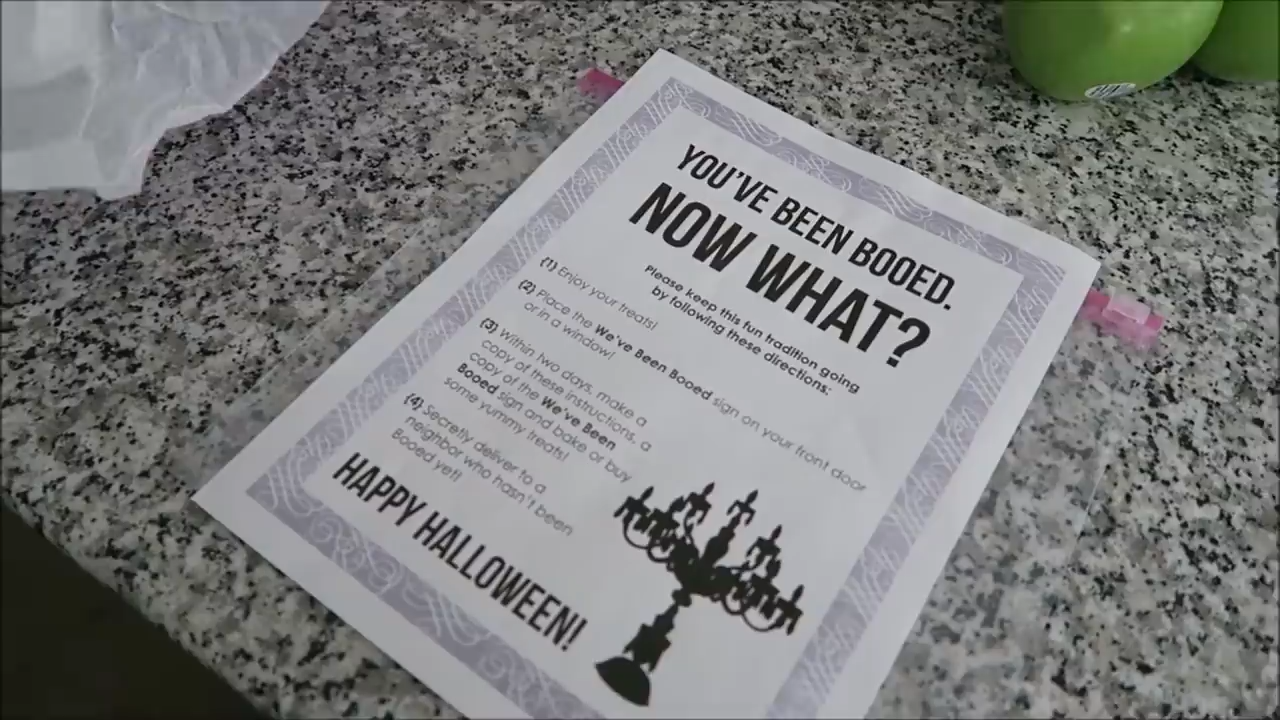 YOU'VE BEEN BOOED.
NOW WHAT?
Please keep this fun tradition going
by following these directions:
(1) Enjoy your treats!
(2) Place the We've Been Booed sign on your front door
or in a window!
(3) Within two days, make a
copy of these instructions, a
copy of the We've Been
Booed sign and bake or buy
some yummy treats!
(4) Secretly deliver to a
neighbor who hasn't been
Booed yet!
HAPPY HALLOWEEN!